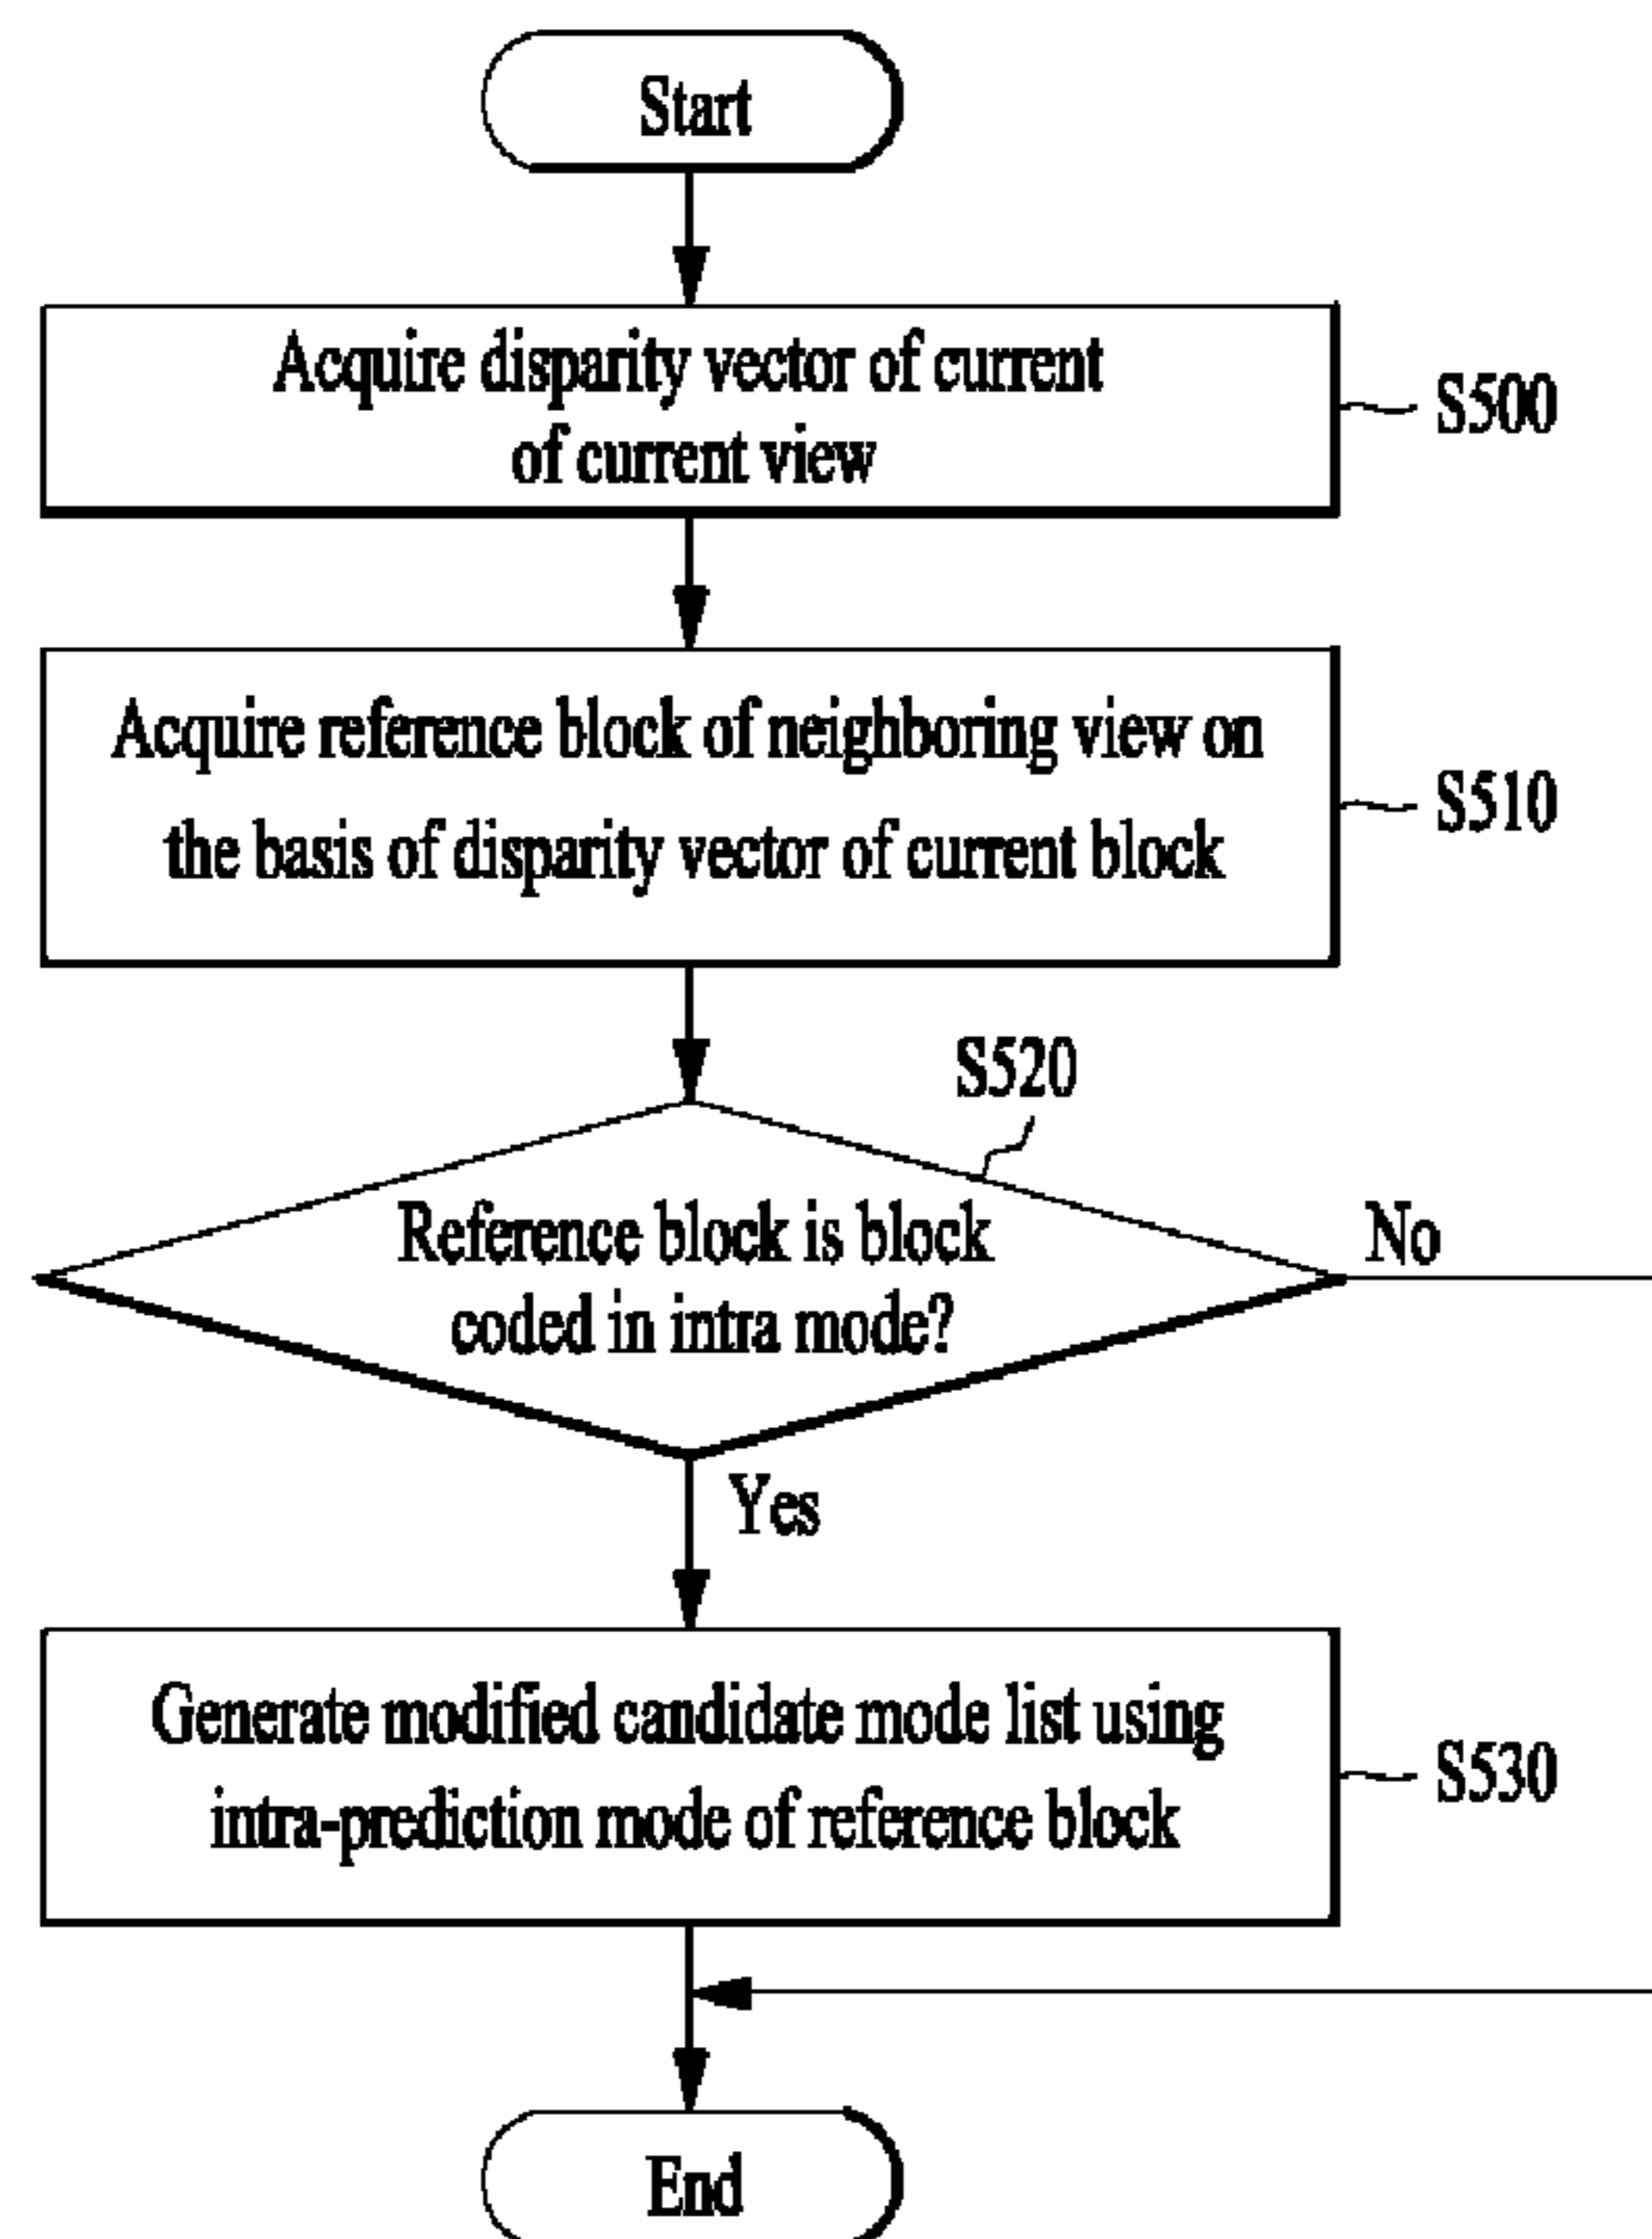 Start
Acquire disparity vector of current
of current view
S500
Acquire reference block of neighboring view on
the basis of disparity vector of current block
S510
S520
Reference block is block
coded in intra mode?
No
Yes
Generate modified candidate mode list using
intra-prediction mode of reference block
S530
End